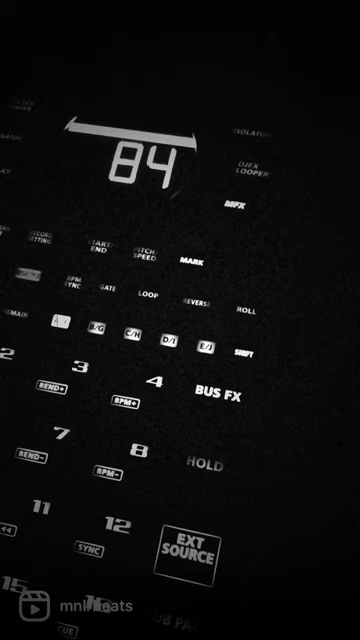 ISOLATOR
84
DJFX
LOOPER
MFX
RECORD
SETTING
START/
END
PITCH/
SPEED
MARK
BPM
SYNC
GATE
LOOP
REVERSE
ROLL
REMAIN
B/G
C/H
D/I
E/J
SHIFT
2
3
4
BUS FX
BEND+
BPM+
7
8
HOLD
BEND-
BPM-
11
12
EXT
SOURCE
SYNC
15
16
CUE